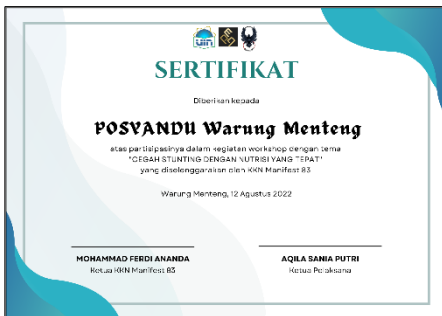 SERTIFIKAT
Diberikan kepada
POSYANDU Warung Menteng
atas partisipasinya dalam kegiatan workshop dengan tema
"CEGAH STUNTING DENGAN NUTRISI YANG TEPAT"
yang diselenggarakan oleh KKN Manifest 83
Warung Menteng, 12 Agustus 2022
MOHAMMAD FERDI ANANDA
Ketua KKN Manifest 83
AQILA SANIA PUTRI
Ketua Pelaksana